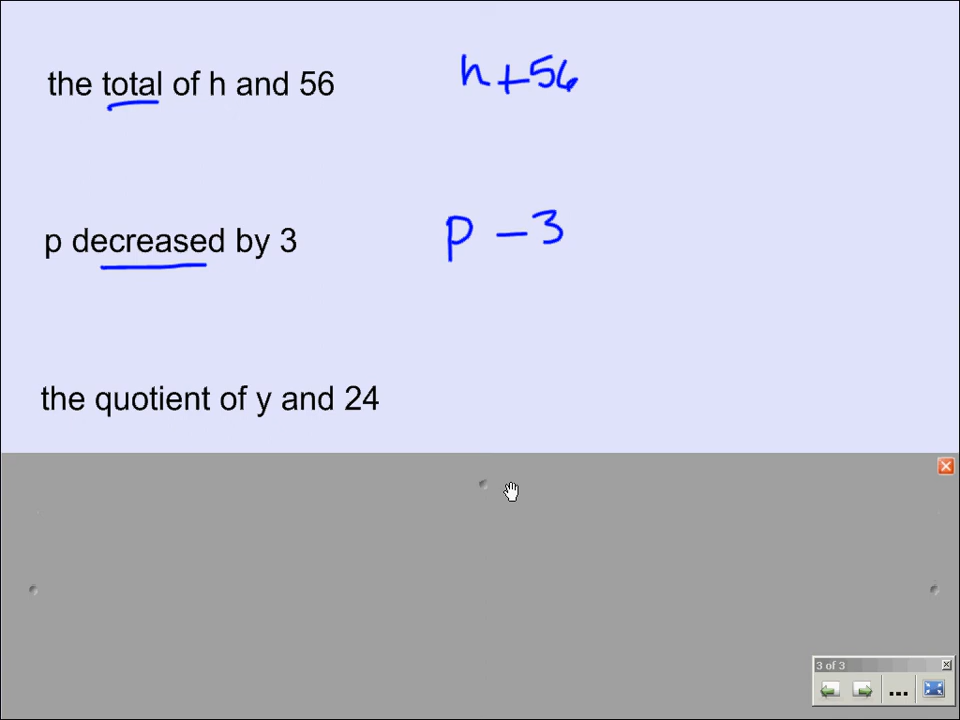 the total of h and 56 h+56
p decreased by 3 p - 3
the quotient of y and 24
3 of 3
...